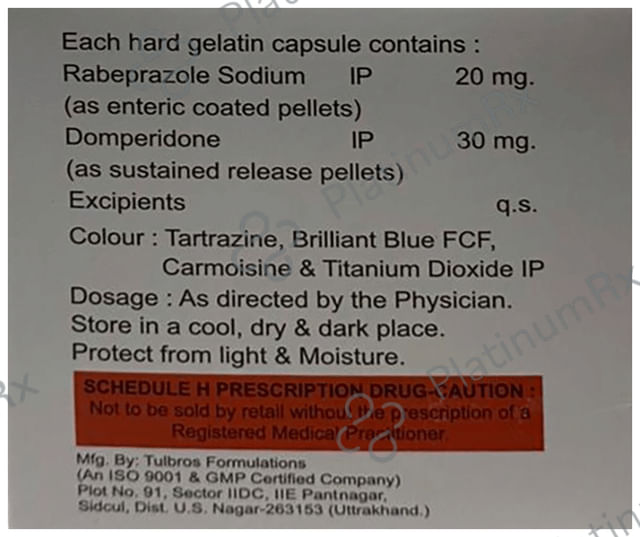 Each hard gelatin capsule contains :
Rabeprazole Sodium IP 20 mg.
(as enteric coated pellets)
Domperidone IP 30 mg.
(as sustained release pellets)
Excipients q.s.
Colour : Tartrazine, Brilliant Blue FCF,
Carmoisine & Titanium Dioxide IP
Dosage : As directed by the Physician.
Store in a cool, dry & dark place.
Protect from light & Moisture.
SCHEDULE H PRESCRIPTION DRUG-CAUTION :
Not to be sold by retail without the prescription of a
Registered Medical Practitioner.
Mfg. By: Tulbros Formulations
(An ISO 9001 & GMP Certified Company)
Plot No. 91, Sector IIDC, IIE Pantnagar,
Sidcul, Dist. U.S. Nagar-263153 (Uttrakhand.)
PlatinumRx
PlatinumRx